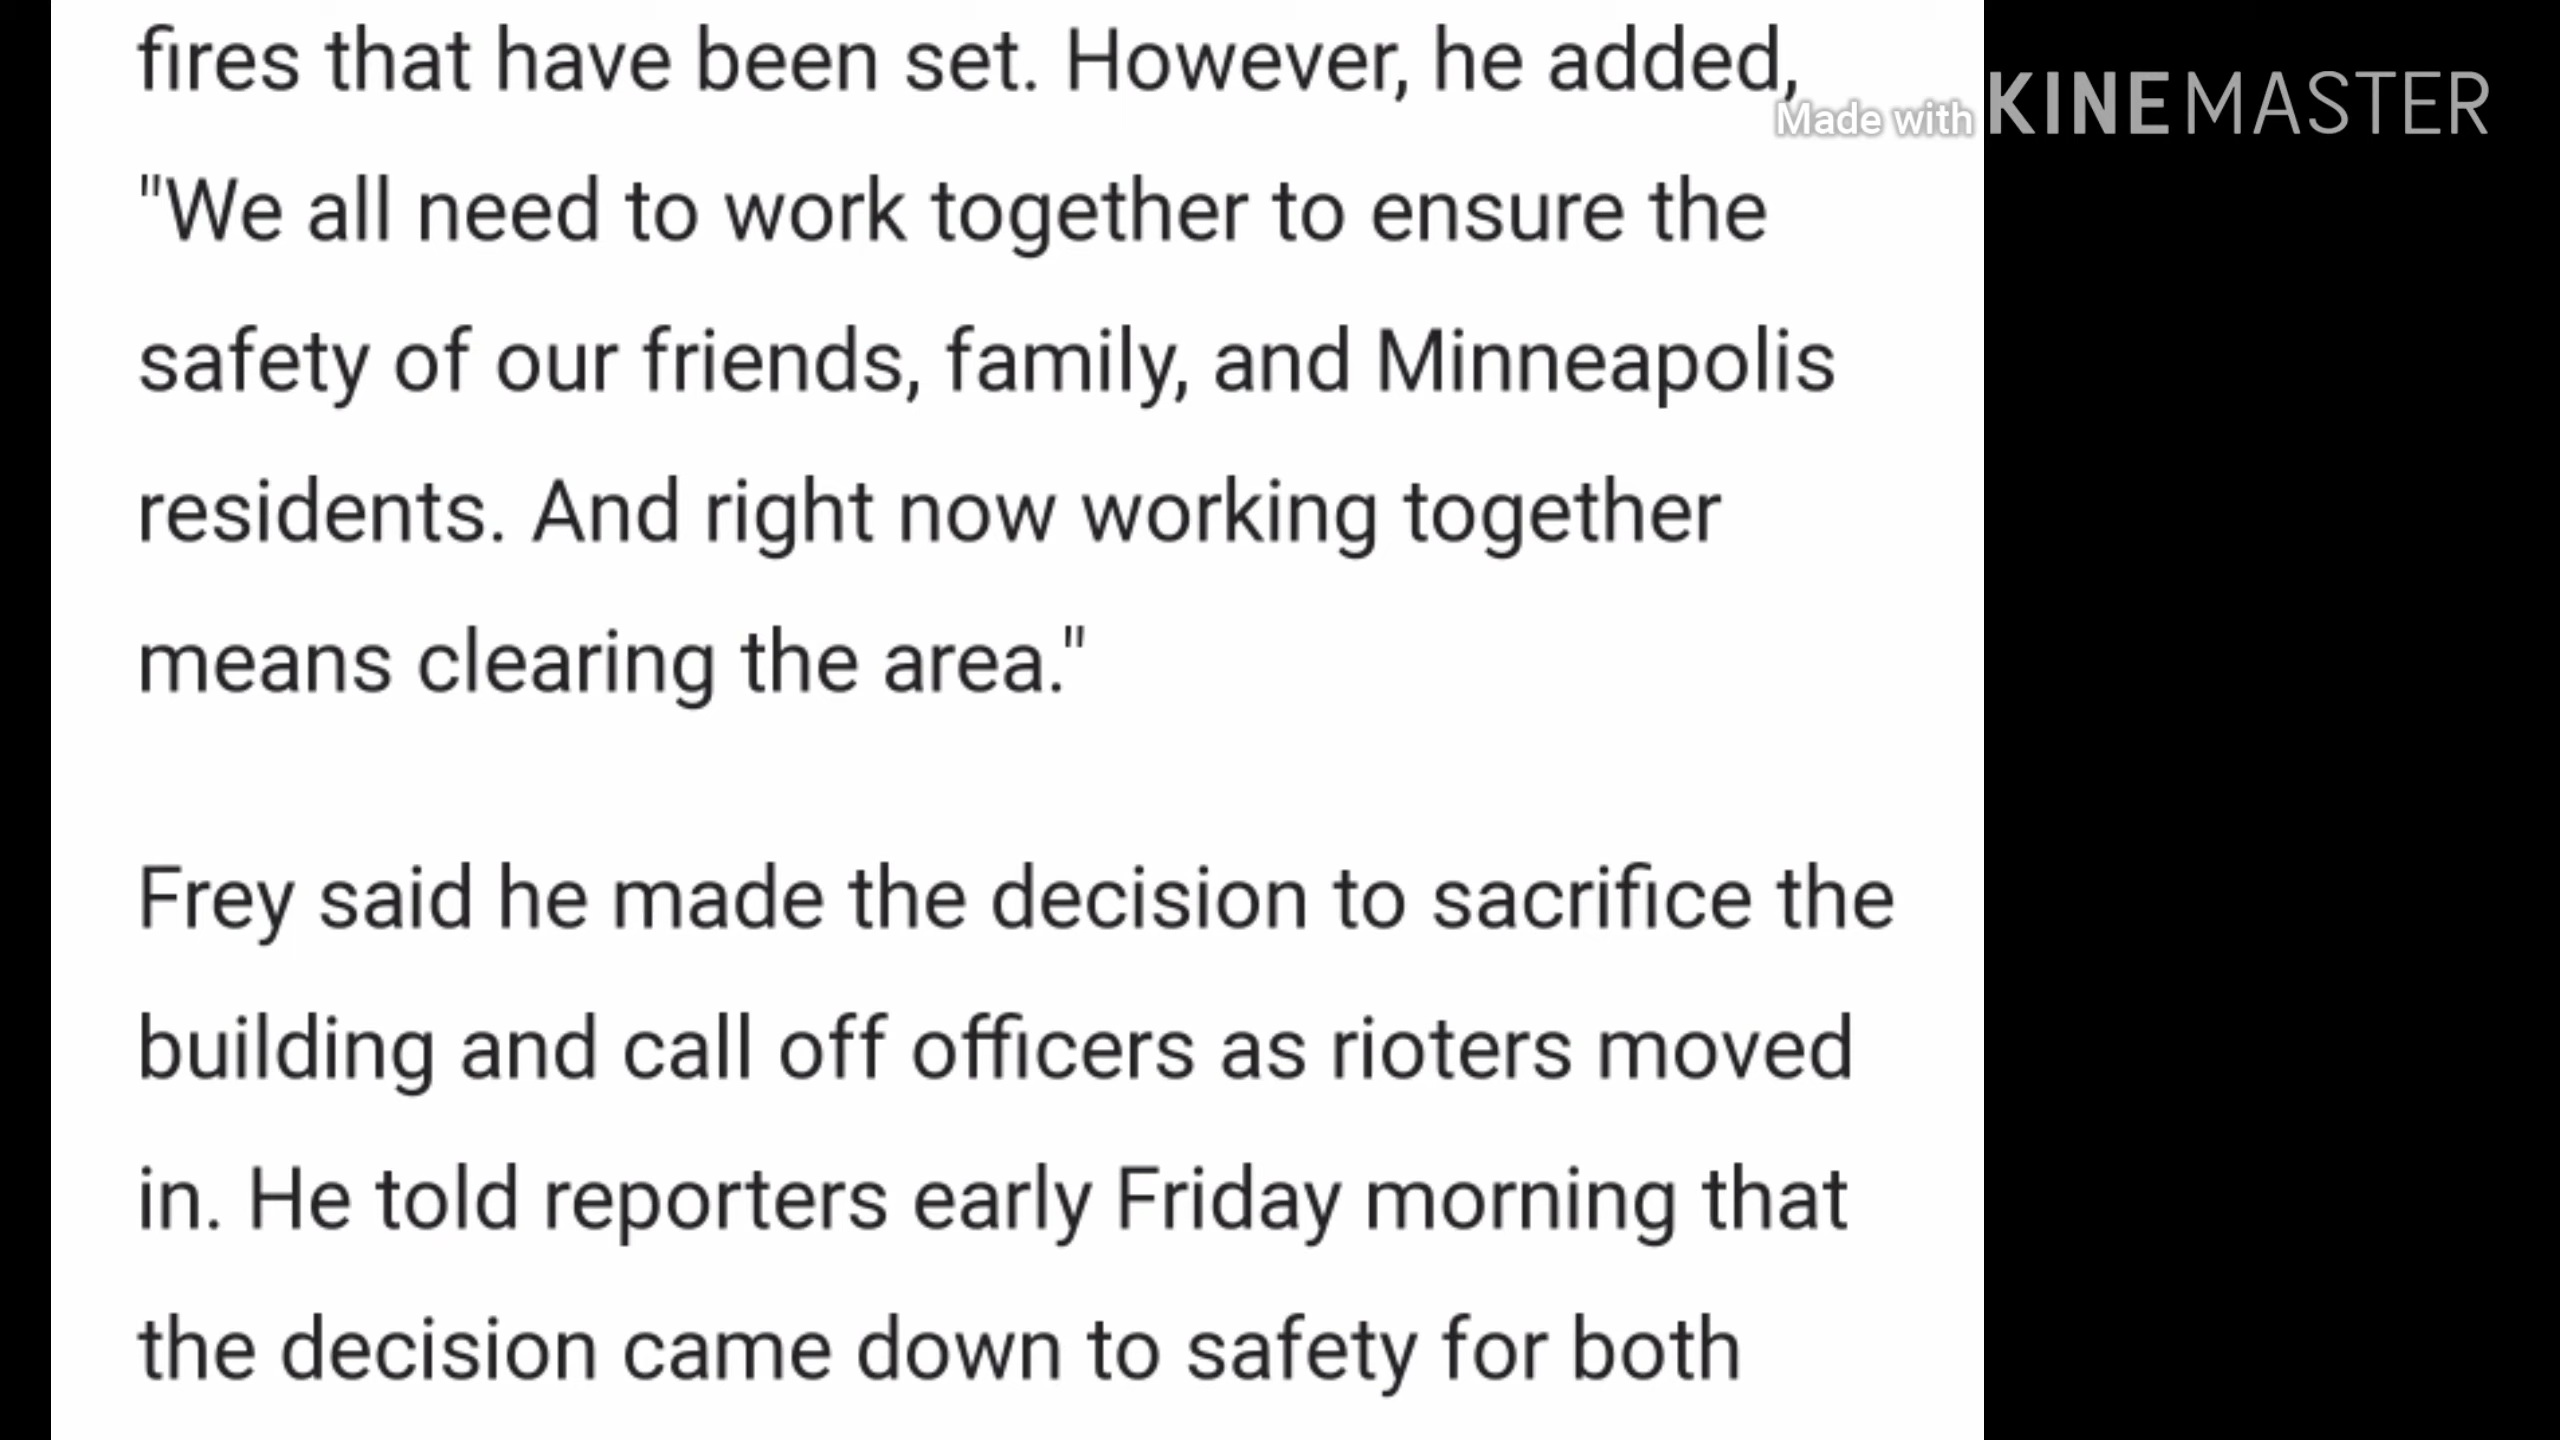 fires that have been set. However, he added,
Made with KINEMASTER
"We all need to work together to ensure the
safety of our friends, family, and Minneapolis
residents. And right now working together
means clearing the area."
Frey said he made the decision to sacrifice the
building and call off officers as rioters moved
in. He told reporters early Friday morning that
the decision came down to safety for both